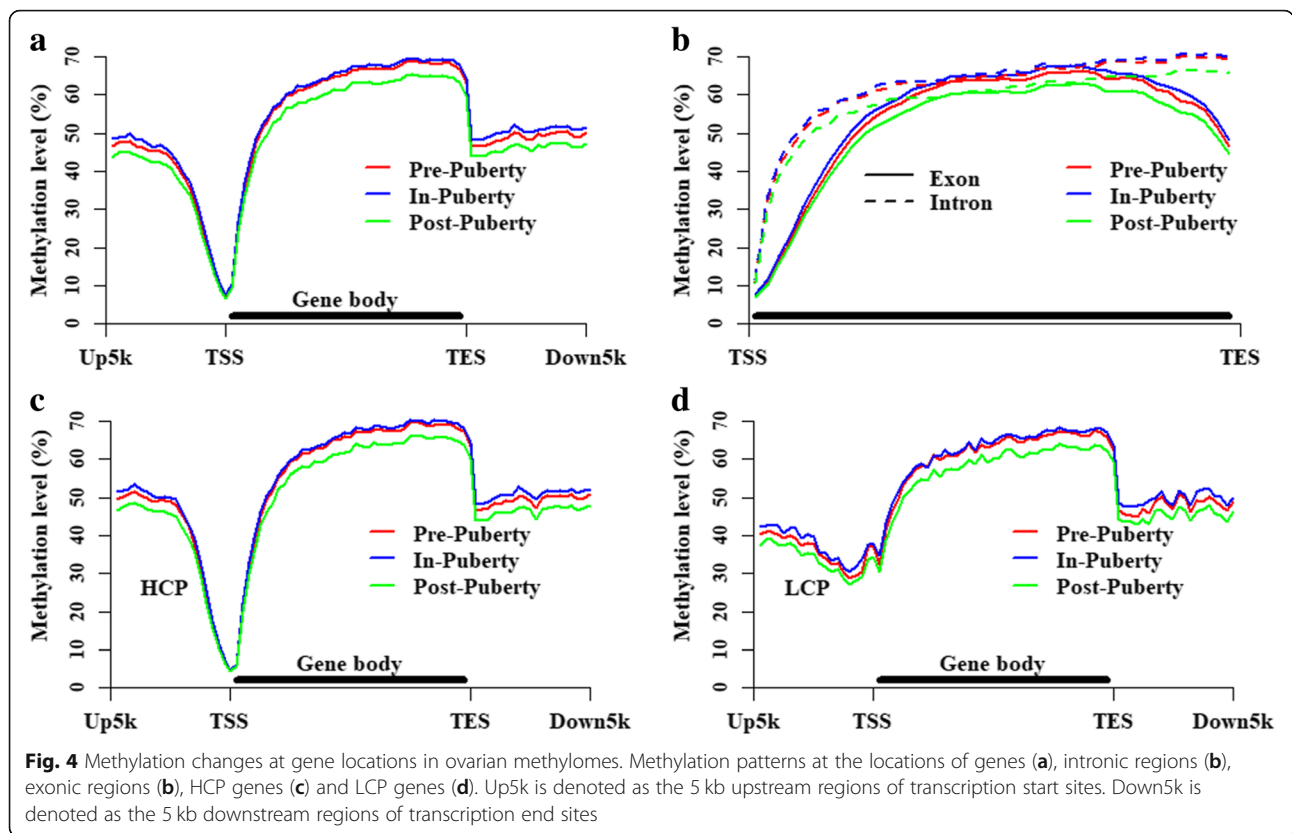 a
Methylation level (%)
0 10 20 30 40 50 60 70
Pre-Puberty
In-Puberty
Post-Puberty
Gene body
Up5k TSS TES Down5k
b
Methylation level (%)
0 10 20 30 40 50 60 70
Exon
Intron
Pre-Puberty
In-Puberty
Post-Puberty
TSS TES
c
Methylation level (%)
0 10 20 30 40 50 60 70
Pre-Puberty
In-Puberty
Post-Puberty
HCP
Gene body
Up5k TSS TES Down5k
d
Methylation level (%)
0 10 20 30 40 50 60 70
Pre-Puberty
In-Puberty
Post-Puberty
LCP
Gene body
Up5k TSS TES Down5k
Fig. 4 Methylation changes at gene locations in ovarian methylomes. Methylation patterns at the locations of genes (a), intronic regions (b),
exonic regions (b), HCP genes (c) and LCP genes (d). Up5k is denoted as the 5 kb upstream regions of transcription start sites. Down5k is
denoted as the 5 kb downstream regions of transcription end sites